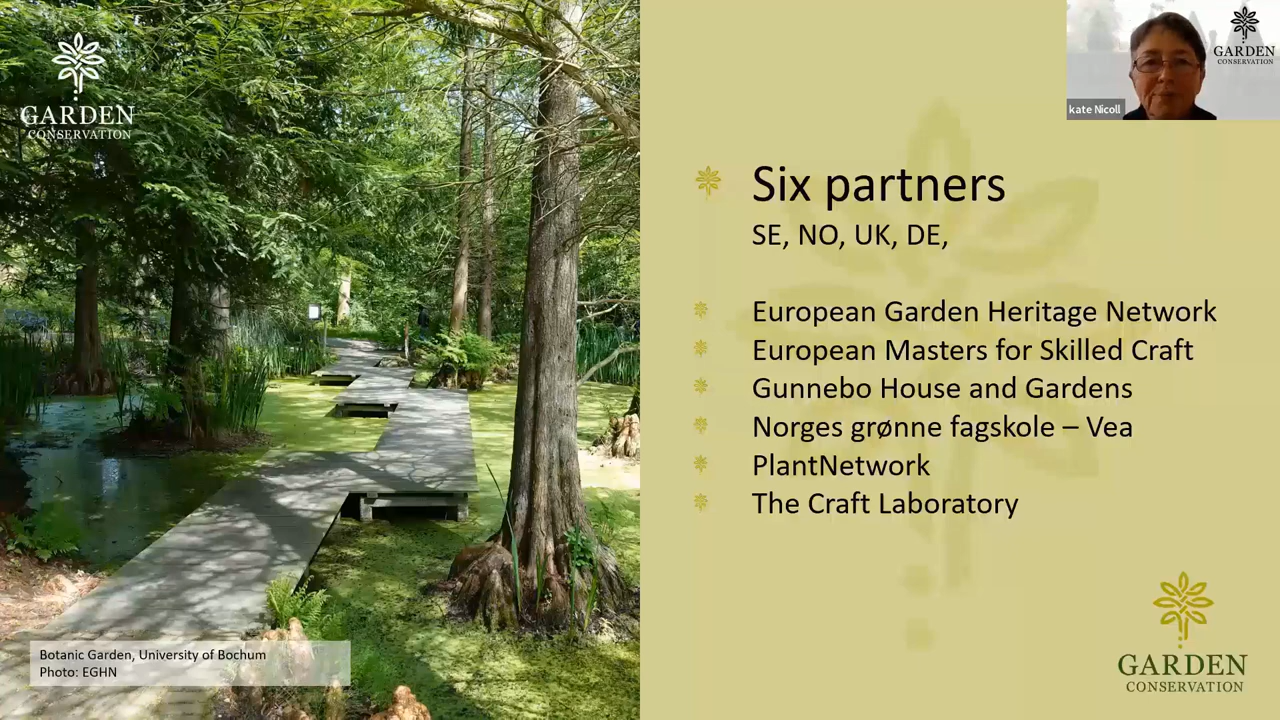 GARDEN
CONSERVATION
Botanic Garden, University of Bochum
Photo: EGHN
kate Nicoll
GARDEN
CONSERVATION
Six partners
SE, NO, UK, DE,
European Garden Heritage Network
European Masters for Skilled Craft
Gunnebo House and Gardens
Norges grønne fagskole – Vea
PlantNetwork
The Craft Laboratory
GARDEN
CONSERVATION